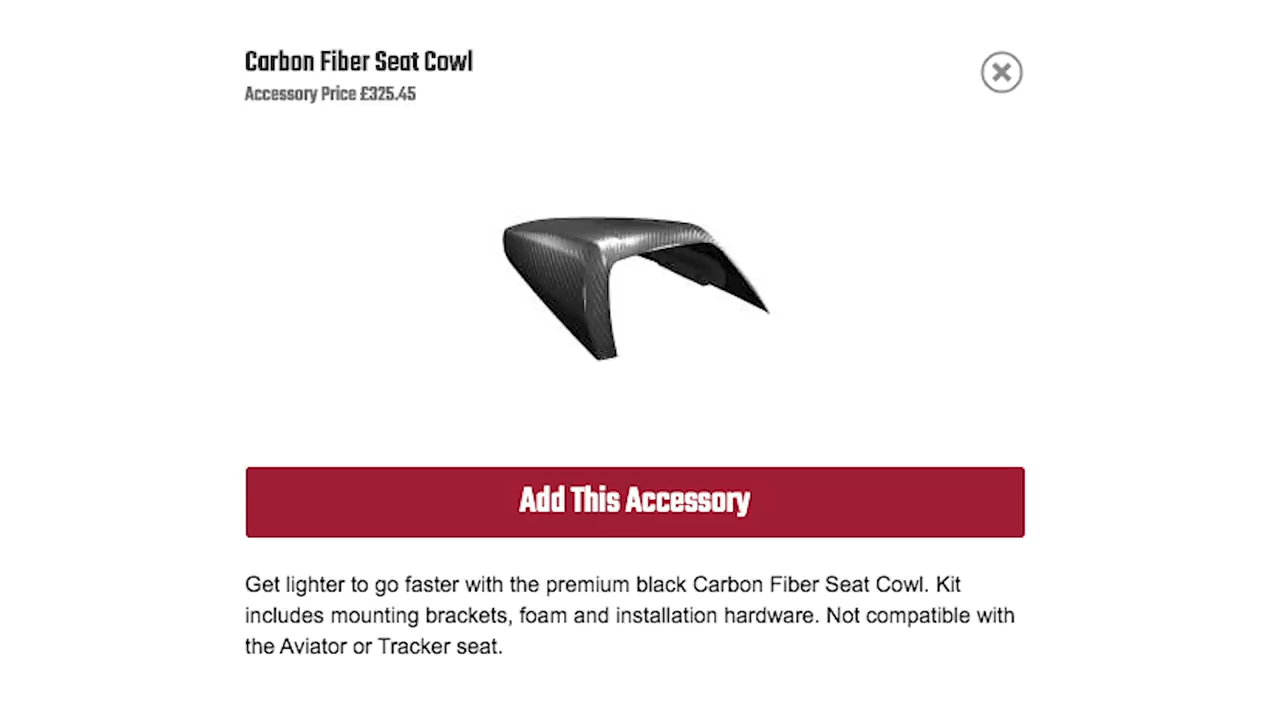 Carbon Fiber Seat Cowl
Accessory Price £325.45
Add This Accessory
Get lighter to go faster with the premium black Carbon Fiber Seat Cowl. Kit
includes mounting brackets, foam and installation hardware. Not compatible with
the Aviator or Tracker seat.